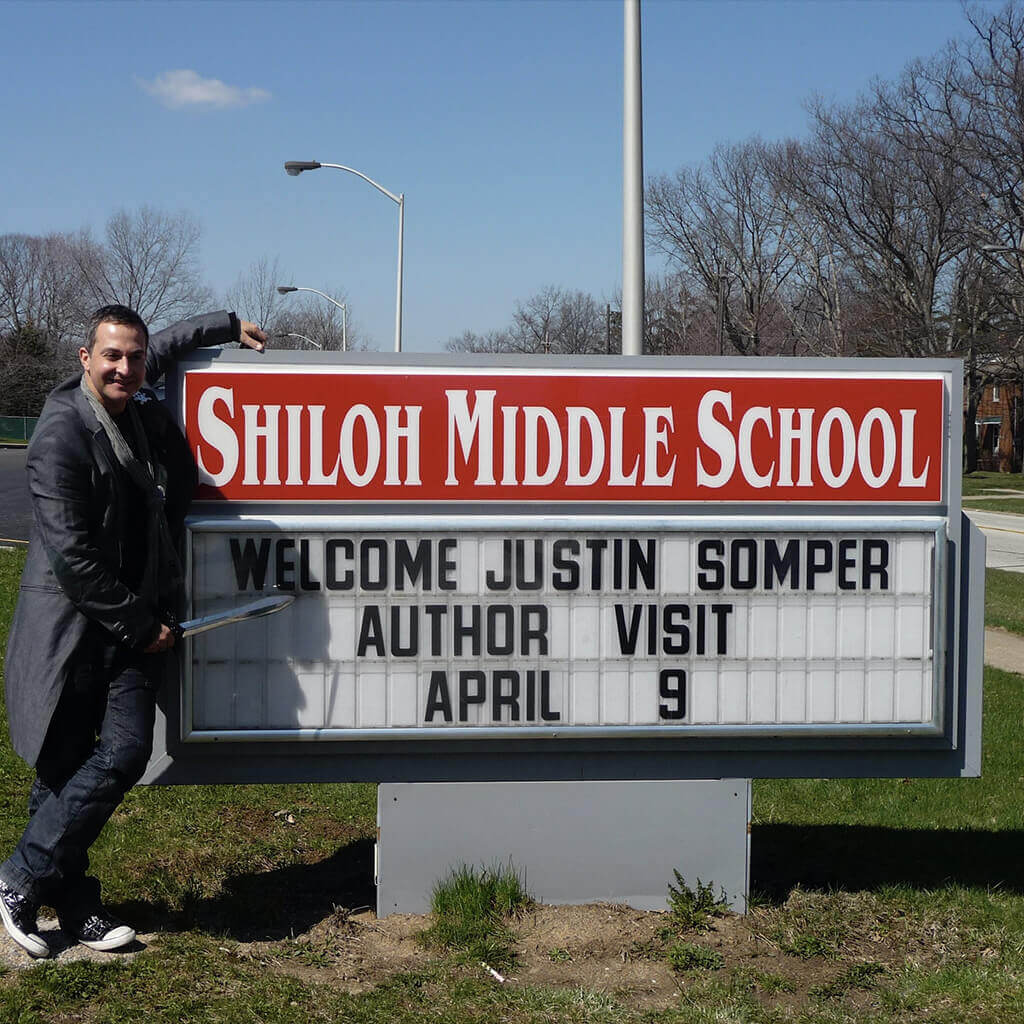 SHILOH MIDDLE SCHOOL
WELCOME JUSTIN SOMPER
AUTHOR VISIT
APRIL 9